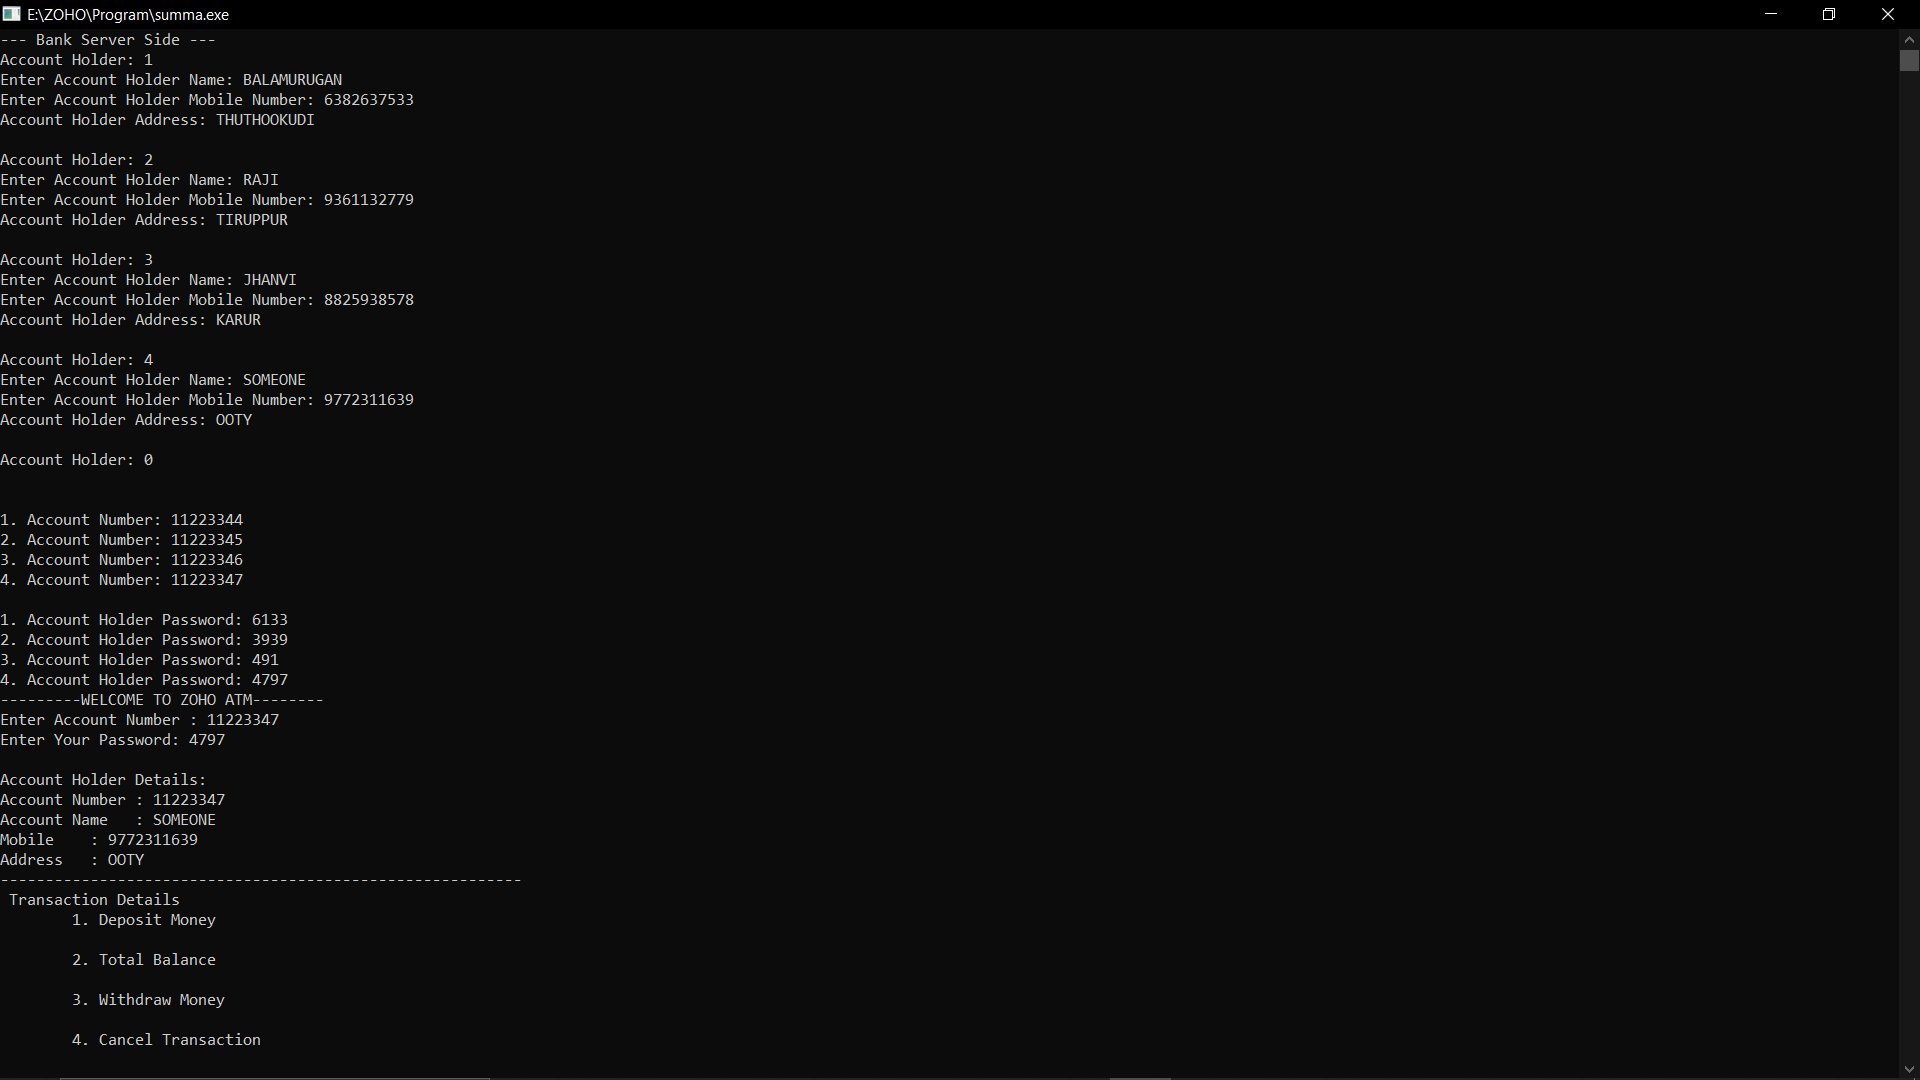 E:\ZOHO\Program\summa.exe
--- Bank Server Side ---
Account Holder: 1
Enter Account Holder Name: BALAMURUGAN
Enter Account Holder Mobile Number: 6382637533
Account Holder Address: THUTHOOKUDI
Account Holder: 2
Enter Account Holder Name: RAJI
Enter Account Holder Mobile Number: 9361132779
Account Holder Address: TIRUPPUR
Account Holder: 3
Enter Account Holder Name: JHANVI
Enter Account Holder Mobile Number: 8825938578
Account Holder Address: KARUR
Account Holder: 4
Enter Account Holder Name: SOMEONE
Enter Account Holder Mobile Number: 9772311639
Account Holder Address: OOTY
Account Holder: 0
1. Account Number: 11223344
2. Account Number: 11223345
3. Account Number: 11223346
4. Account Number: 11223347
1. Account Holder Password: 6133
2. Account Holder Password: 3939
3. Account Holder Password: 491
4. Account Holder Password: 4797
---------WELCOME TO ZOHO ATM--------
Enter Account Number : 11223347
Enter Your Password: 4797
Account Holder Details:
Account Number : 11223347
Account Name   : SOMEONE
Mobile    : 9772311639
Address   : OOTY
----------------------------------------------------------
Transaction Details
1. Deposit Money
2. Total Balance
3. Withdraw Money
4. Cancel Transaction